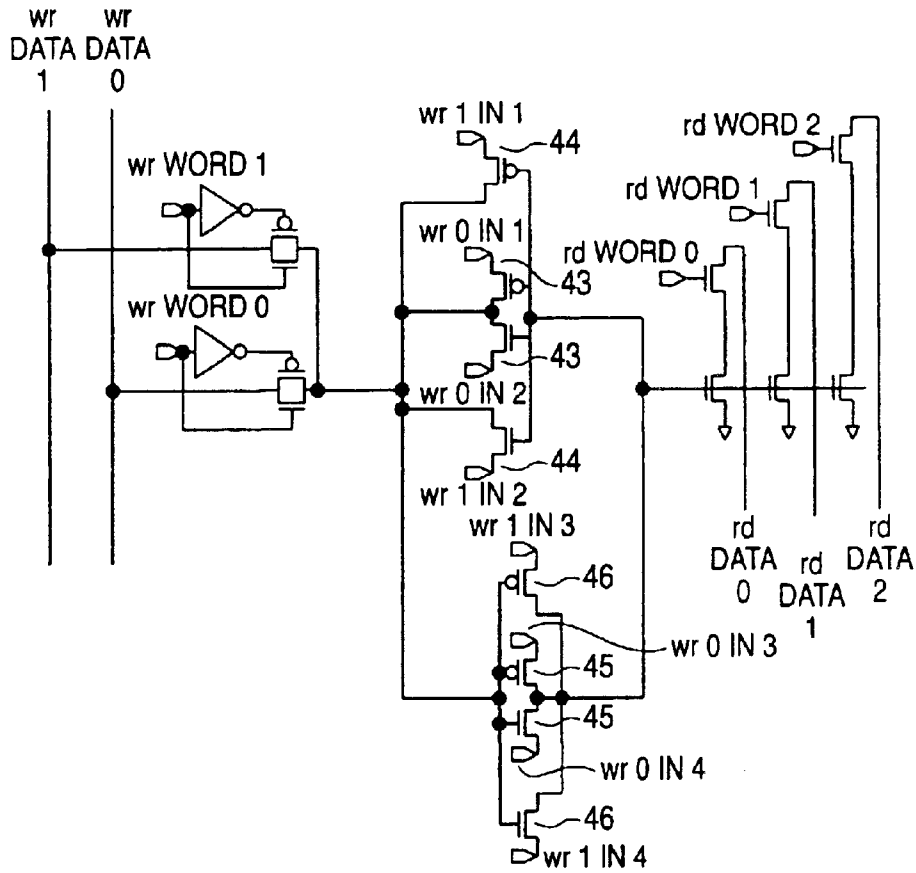 wr
DATA
1
wr
DATA
0
wr WORD 1
wr WORD 0
wr 1 IN 1
44
wr 0 IN 1
43
43
wr 0 IN 2
44
wr 1 IN 2
wr 1 IN 3
46
wr 0 IN 3
45
45
wr 0 IN 4
46
wr 1 IN 4
rd WORD 2
rd WORD 1
rd WORD 0
rd
DATA
0
rd
DATA
1
rd
DATA
2